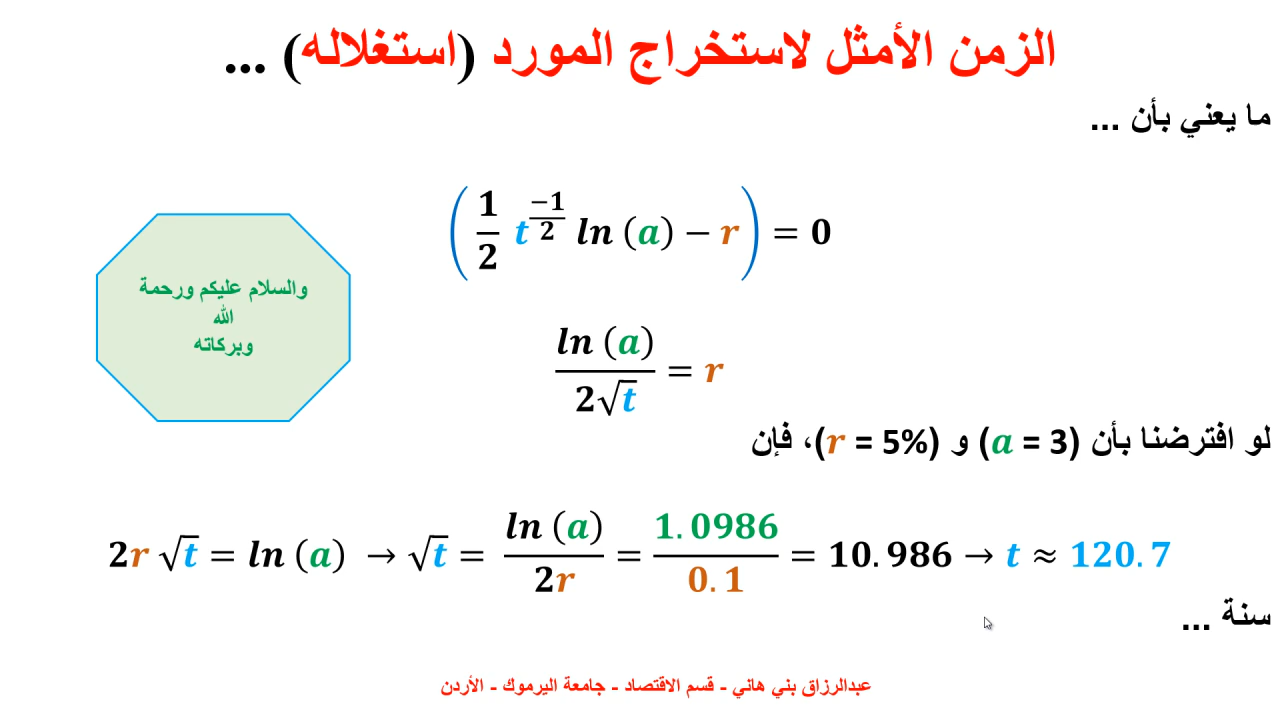 الزمن الأمثل لاستخراج المورد (استغلاله) ...
ما يعني بأن ...
(1/2 t^(-1/2) ln (a) − r) = 0
والسلام عليكم ورحمة
الله
وبركاته
ln (a) / 2√t = r
لو افترضنا بأن (a = 3) و (r = 5%)، فإن
2r √t = ln (a) → √t = ln (a) / 2r = 1.0986 / 0.1 = 10.986 → t ≈ 120.7
سنة ...
عبدالرزاق بني هاني - قسم الاقتصاد - جامعة اليرموك - الأردن